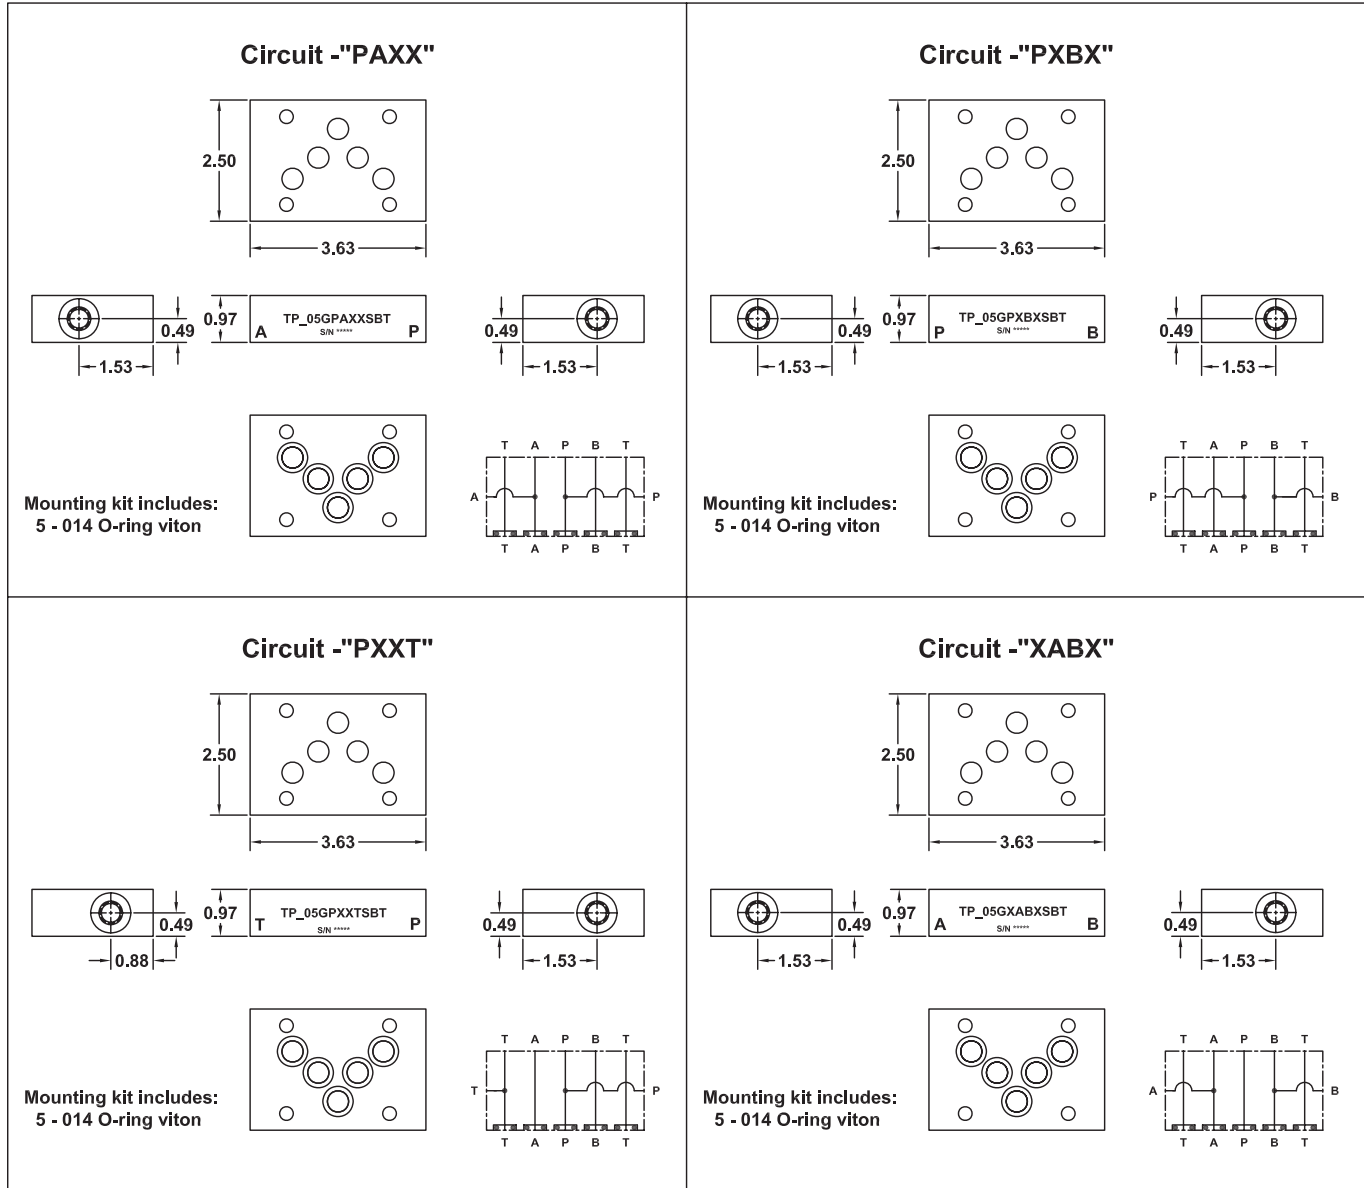 Circuit -"PAXX"
2.50
3.63
0.49
1.53
0.97
A
TP_05GPAXXSBT
S/N *****
P
0.49
1.53
Mounting kit includes:
5 - 014 O-ring viton
T A P B T
A P
T A P B T
Circuit -"PXBX"
2.50
3.63
0.49
1.53
0.97
P
TP_05GPXBXSBT
S/N *****
B
0.49
1.53
Mounting kit includes:
5 - 014 O-ring viton
T A P B T
P B
T A P B T
Circuit -"PXXT"
2.50
3.63
0.49
0.88
0.97
T
TP_05GPXXTSBT
S/N *****
P
0.49
1.53
Mounting kit includes:
5 - 014 O-ring viton
T A P B T
T P
T A P B T
Circuit -"XABX"
2.50
3.63
0.49
1.53
0.97
A
TP_05GXABXSBT
S/N *****
B
0.49
1.53
Mounting kit includes:
5 - 014 O-ring viton
T A P B T
A B
T A P B T